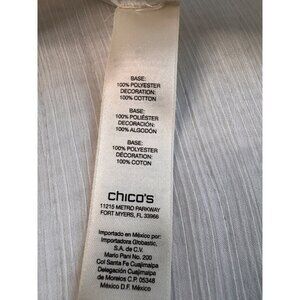 BASE:
100% POLYESTER
DECORATION:
100% COTTON
BASE:
100% POLIÉSTER
DECORACIÓN:
100% ALGODÓN
BASE:
100% POLYESTER
DÉCORATION:
100% COTON
chico's
11215 METRO PARKWAY
FORT MYERS, FL 33966
Importado en México por:
Importadora Globastic,
S.A. de C.V.
Mario Pani No. 200
Col Santa Fe Cuajimalpa
Delegación Cuajimalpa
de Morelos C.P. 05348
México D.F. México